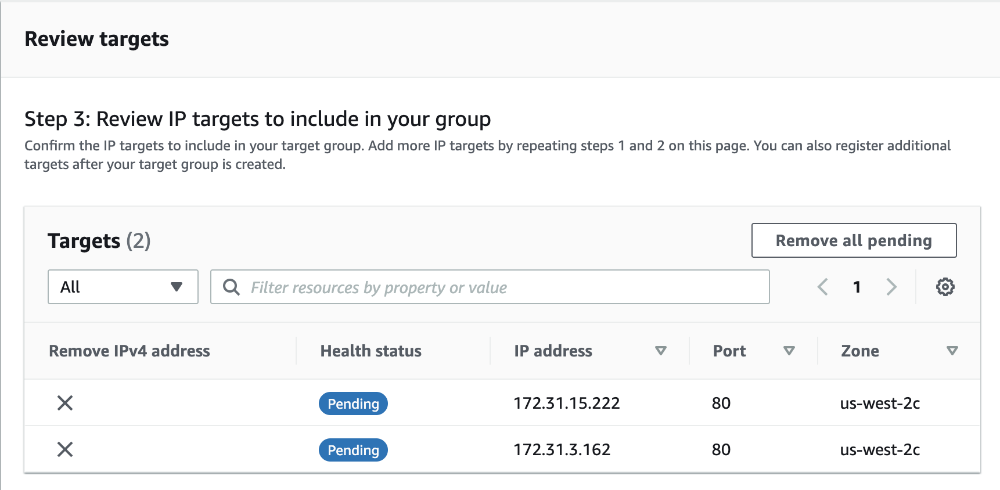 Review targets
Step 3: Review IP targets to include in your group
Confirm the IP targets to include in your target group. Add more IP targets by repeating steps 1 and 2 on this page. You can also register additional
targets after your target group is created.
Targets (2)
Remove all pending
All
Filter resources by property or value
1
Remove IPv4 address Health status IP address Port Zone
Pending 172.31.15.222 80 us-west-2c
Pending 172.31.3.162 80 us-west-2c